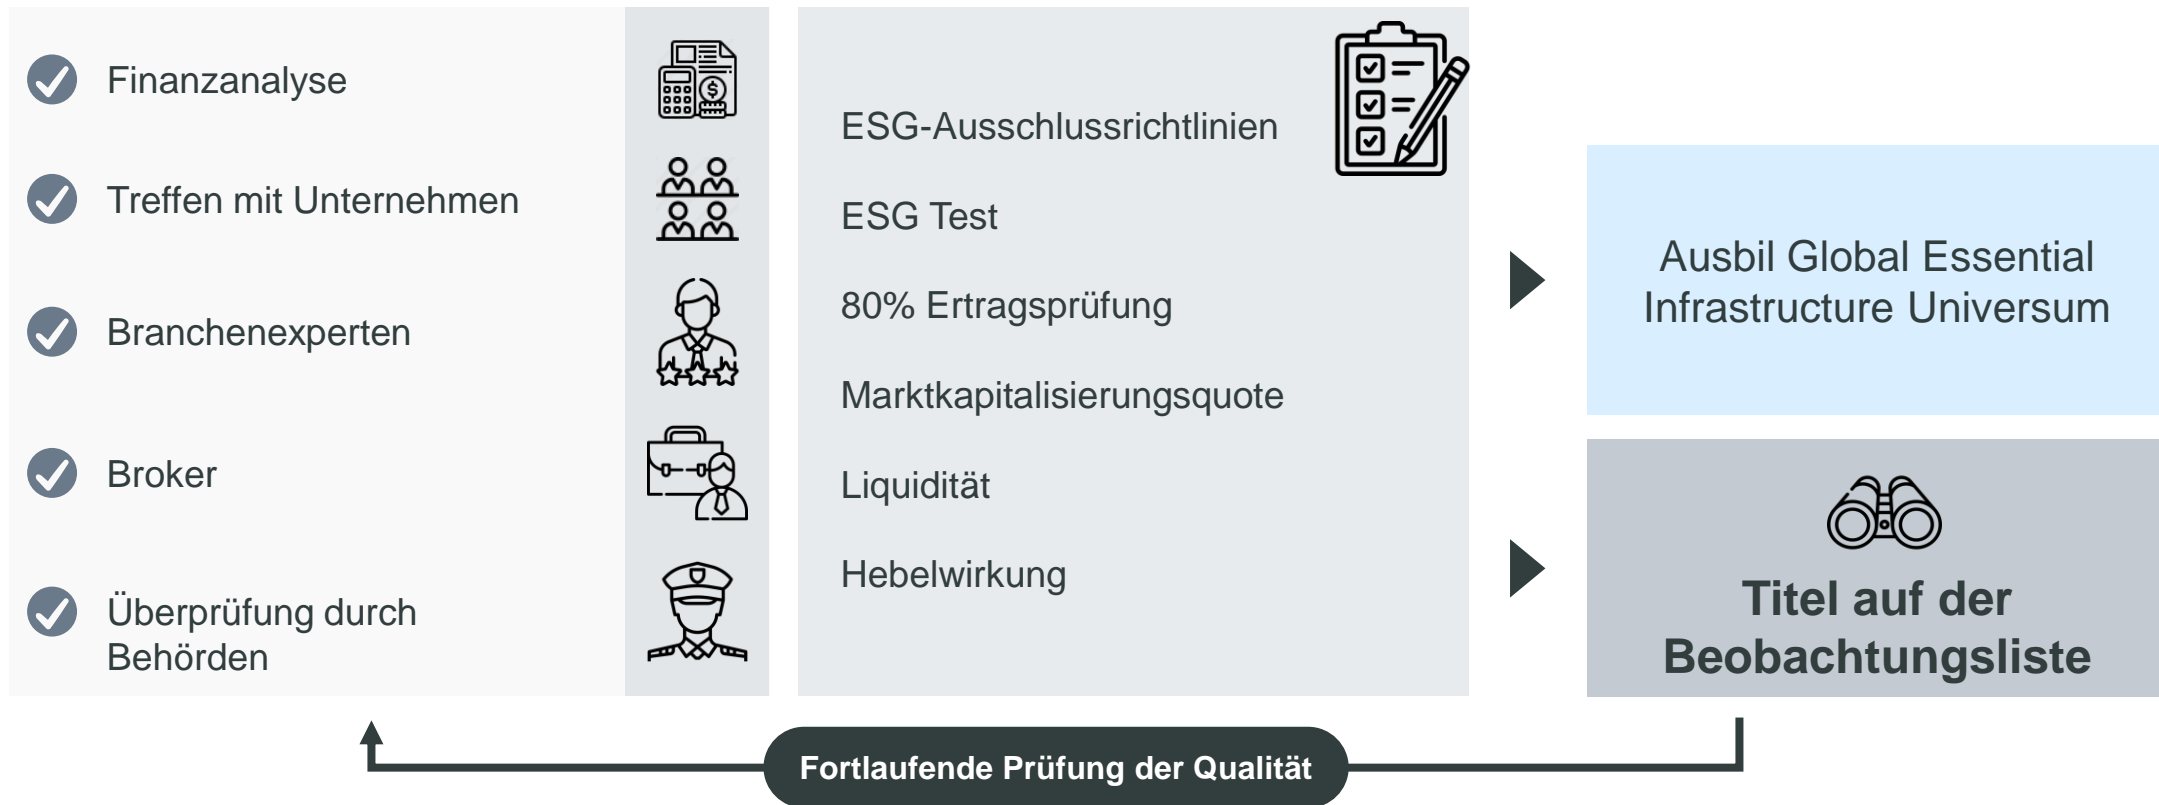 Finanzanalyse
Treffen mit Unternehmen
Branchenexperten
Broker
Überprüfung durch
Behörden
ESG-Ausschlussrichtlinien
ESG Test
80% Ertragsprüfung
Marktkapitalisierungsquote
Liquidität
Hebelwirkung
Ausbil Global Essential
Infrastructure Universum
Titel auf der
Beobachtungsliste
Fortlaufende Prüfung der Qualität